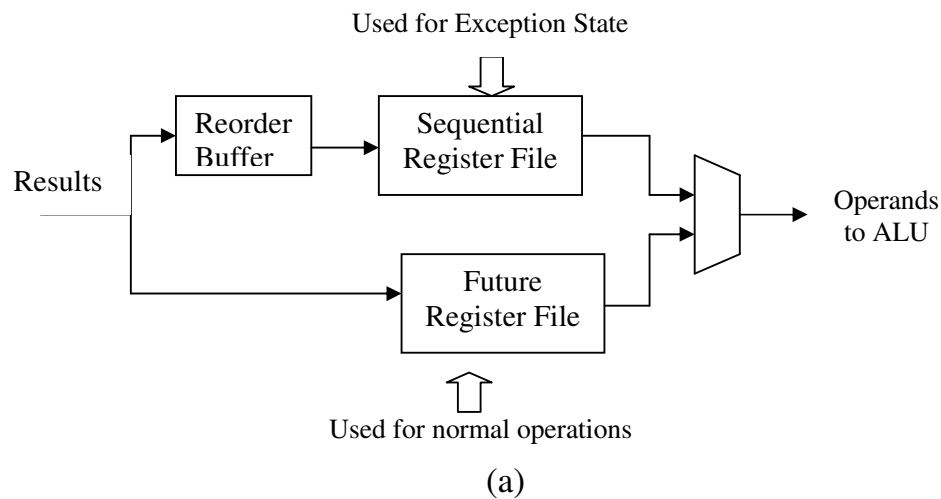 Used for Exception State
Reorder
Buffer
Sequential
Register File
Results
Operands
to ALU
Future
Register File
Used for normal operations
(a)